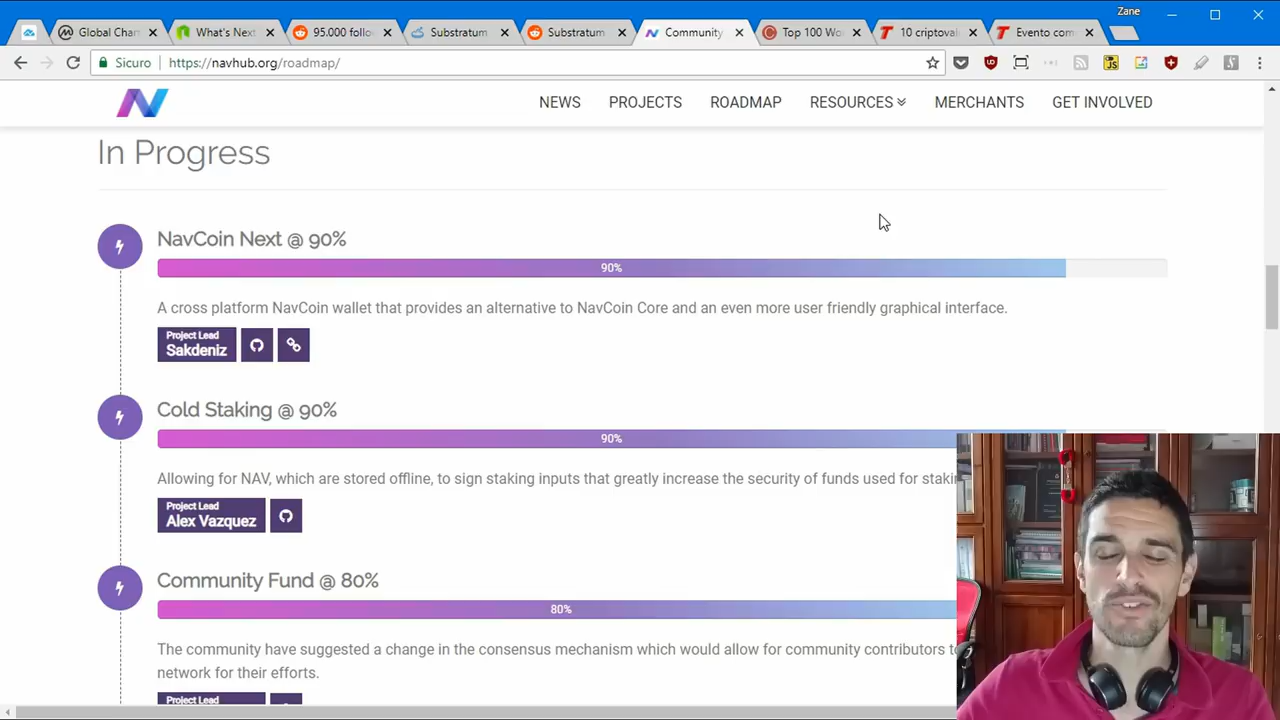 Zane
Global Chan
What's Next
95.000 follo
Substratum
Substratum
Community
Top 100 Wo
10 criptoval
Evento com
Sicuro
https://navhub.org/roadmap/
NEWS
PROJECTS
ROADMAP
RESOURCES
MERCHANTS
GET INVOLVED
In Progress
NavCoin Next @ 90%
90%
A cross platform NavCoin wallet that provides an alternative to NavCoin Core and an even more user friendly graphical interface.
Project Lead
Sakdeniz
Cold Staking @ 90%
90%
Allowing for NAV, which are stored offline, to sign staking inputs that greatly increase the security of funds used for stakin
Project Lead
Alex Vazquez
Community Fund @ 80%
80%
The community have suggested a change in the consensus mechanism which would allow for community contributors to
network for their efforts.
Project Lead